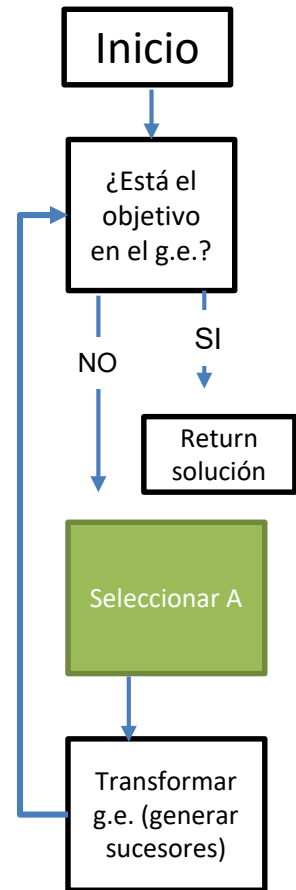 Inicio
¿Está el
objetivo
en el g.e.?
SI
NO
Return
solución
Seleccionar A
Transformar
g.e. (generar
sucesores)